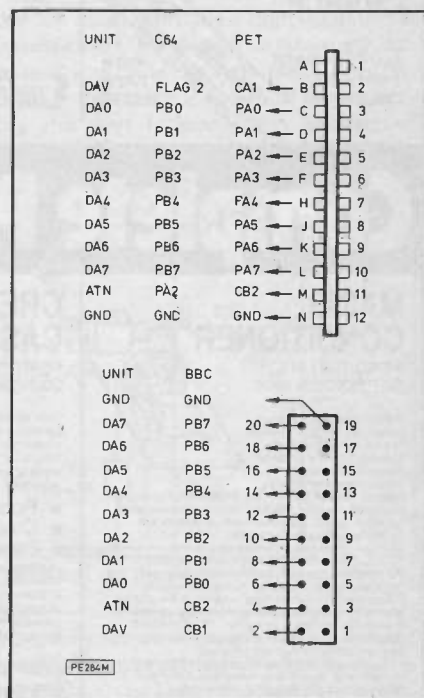 UNIT C64 PET
A 1
DAV FLAG 2 CA1 B 2
DA0 PB0 PA0 C 3
DA1 PB1 PA1 D 4
DA2 PB2 PA2 E 5
DA3 PB3 PA3 F 6
DA4 PB4 FA4 H 7
DA5 PB5 PA5 J 8
DA6 PB6 PA6 K 9
DA7 PB7 PA7 L 10
ATN PA2 CB2 M 11
GND GND GND N 12
UNIT BBC
GND GND
DA7 PB7 20 19
DA6 PB6 18 17
DA5 PB5 16 15
DA4 PB4 14 13
DA3 PB3 12 11
DA2 PB2 10 9
DA1 PB1 8 7
DA0 PB0 6 5
ATN CB2 4 3
DAV CB1 2 1
PE284M